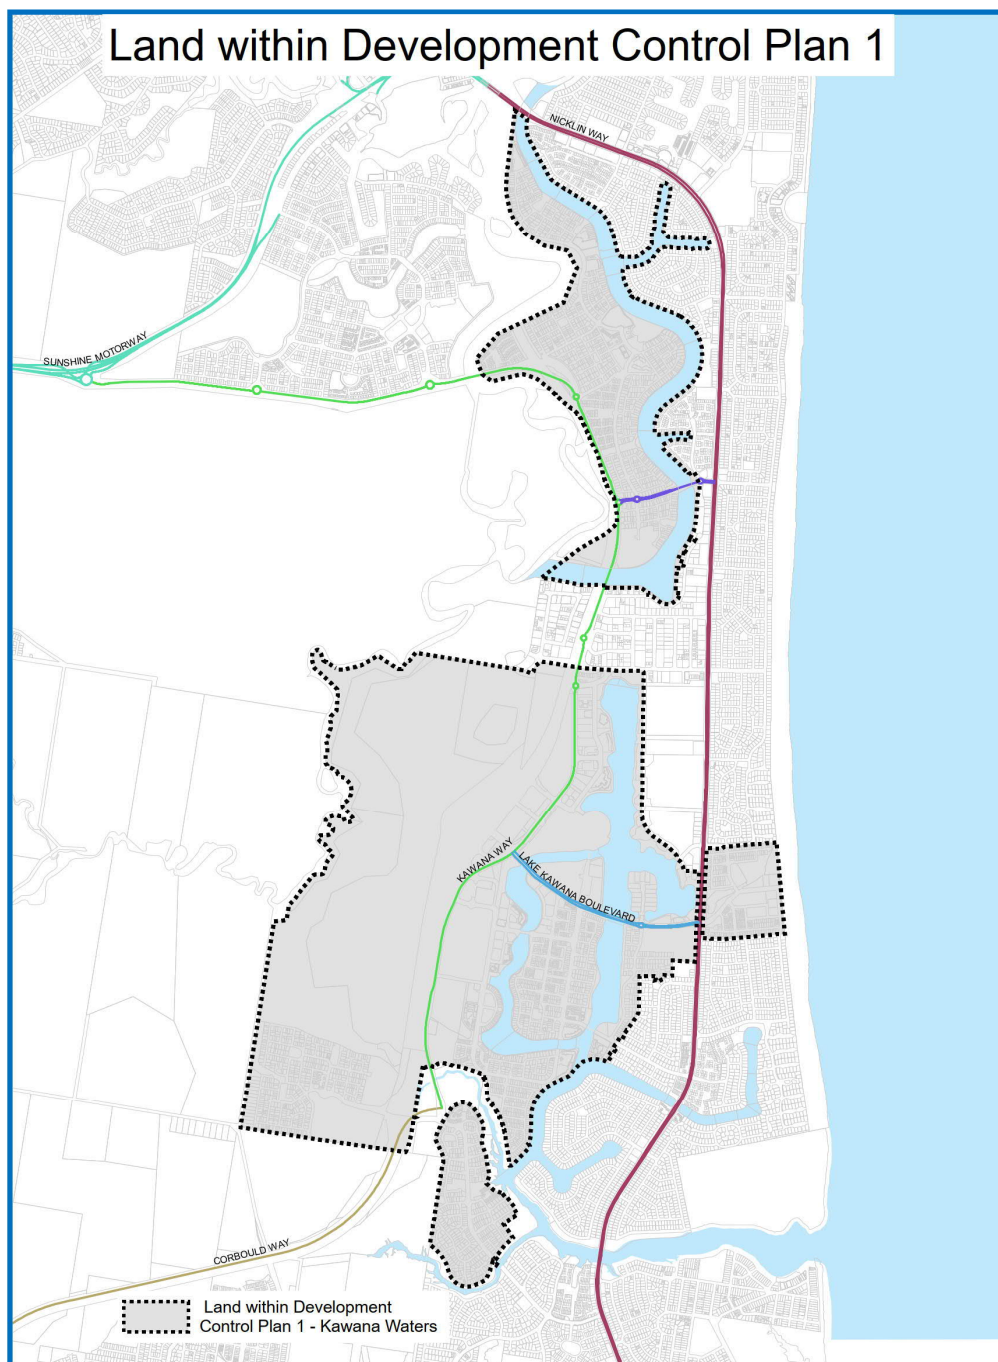 Land within Development Control Plan 1
NICKLIN WAY
SUNSHINE MOTORWAY
KAWANA WAY
LAKE KAWANA BOULEVARD
CORBOULD WAY
Land within Development
Control Plan 1 - Kawana Waters